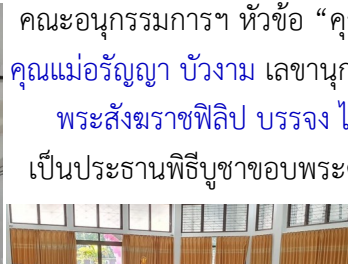 คณะอนุกรรมการฯ หัวข้อ “คุ
คุณแม่อรัญญา บัวงาม เลขานุก
พระสังฆราชฟิลิป บรรจง ไ
เป็นประธานพิธีบูชาขอบพระ